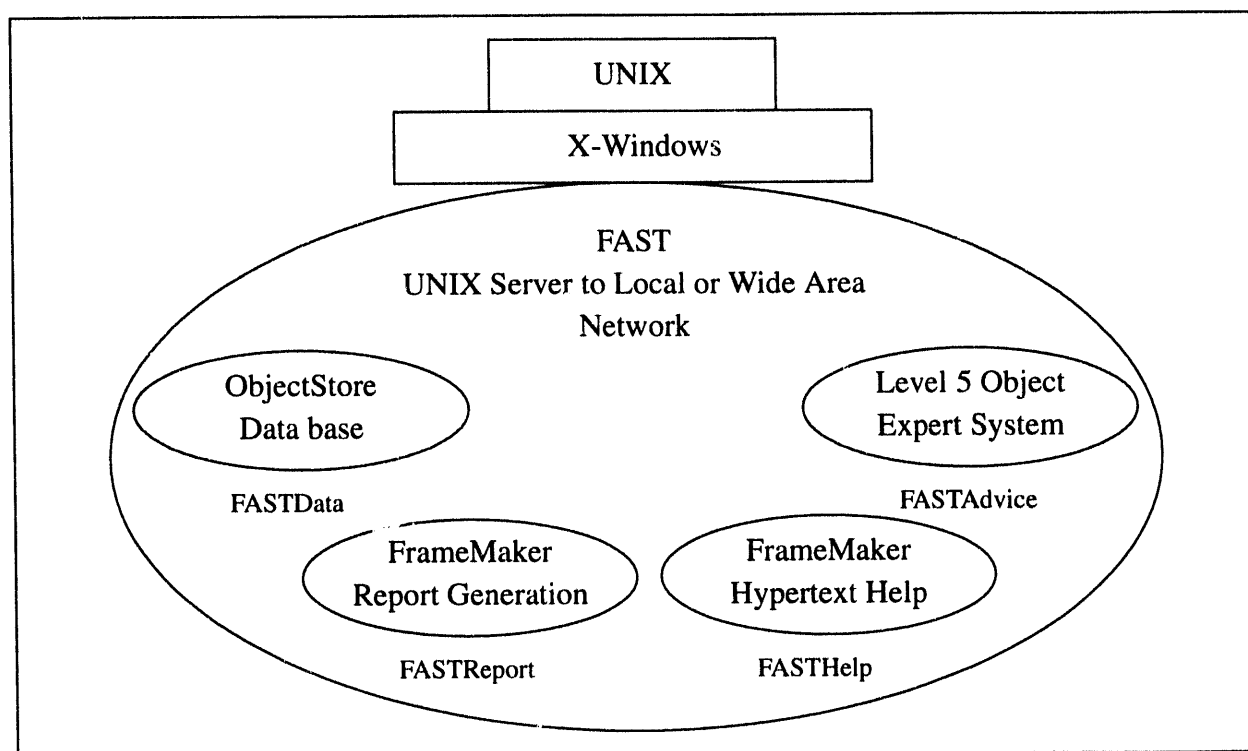 UNIX
X-Windows
FAST
UNIX Server to Local or Wide Area
Network
ObjectStore
Data base
FASTData
Level 5 Object
Expert System
FASTAdvice
FrameMaker
Report Generation
FASTReport
FrameMaker
Hypertext Help
FASTHelp